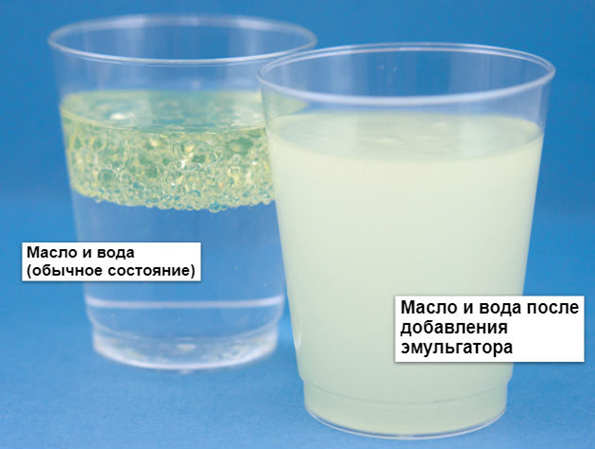 Масло и вода
(обычное состояние)
Масло и вода после
добавления
эмульгатора